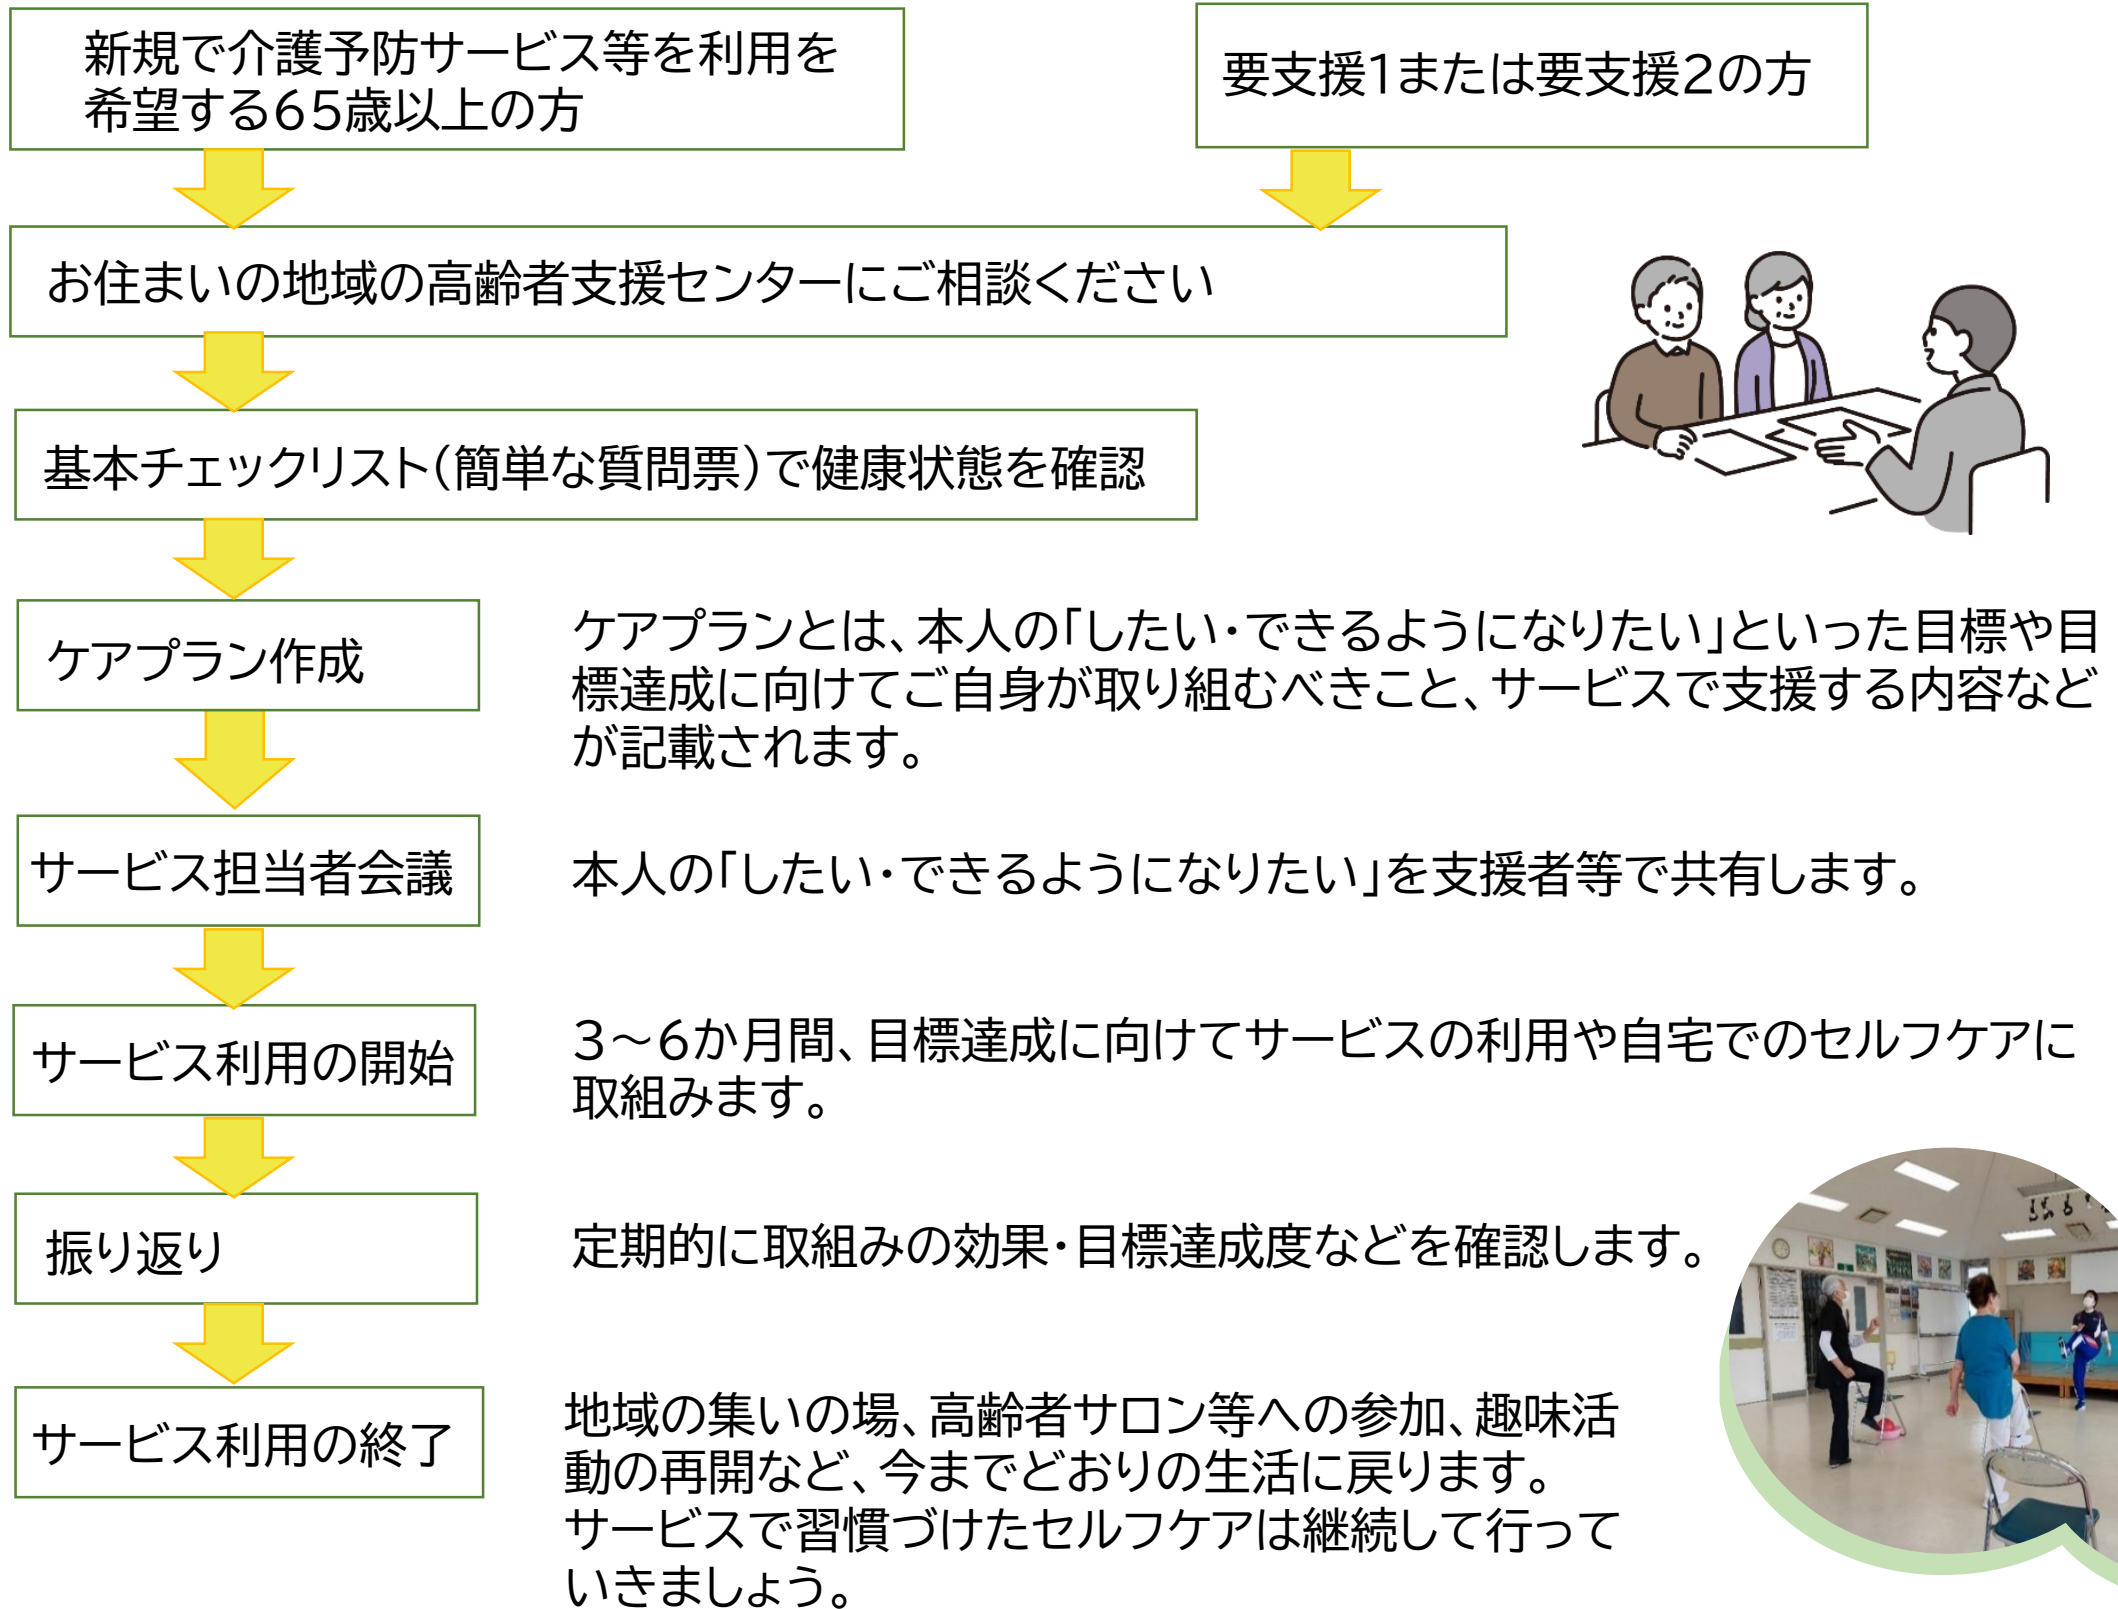 新規で介護予防サービス等を利用を
希望する65歳以上の方
要支援1または要支援2の方
お住まいの地域の高齢者支援センターにご相談ください
基本チェックリスト(簡単な質問票)で健康状態を確認
ケアプラン作成
ケアプランとは、本人の「したい・できるようになりたい」といった目標や目
標達成に向けてご自身が取り組むべきこと、サービスで支援する内容など
が記載されます。
サービス担当者会議
本人の「したい・できるようになりたい」を支援者等で共有します。
サービス利用の開始
3～6か月間、目標達成に向けてサービスの利用や自宅でのセルフケアに
取組みます。
振り返り
定期的に取組みの効果・目標達成度などを確認します。
サービス利用の終了
地域の集いの場、高齢者サロン等への参加、趣味活
動の再開など、今までどおりの生活に戻ります。
サービスで習慣づけたセルフケアは継続して行って
いきましょう。